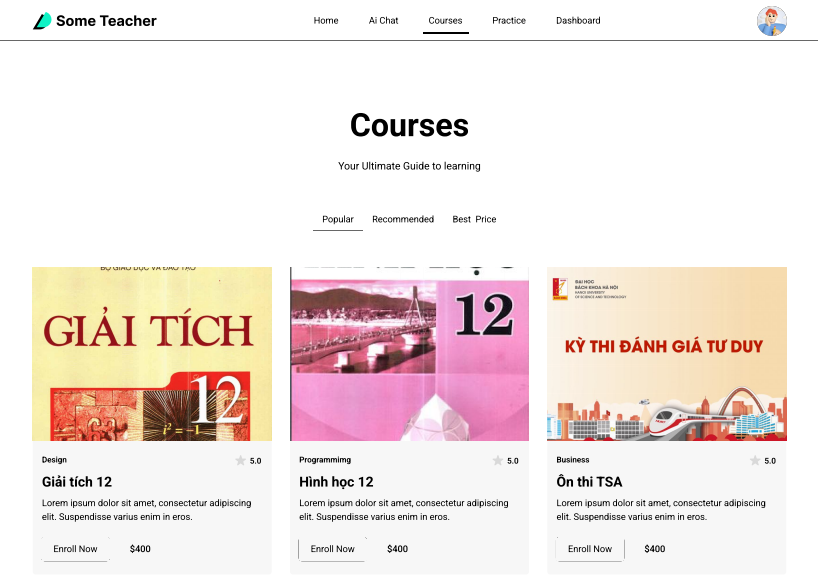 Some Teacher
Home
Ai Chat
Courses
Practice
Dashboard
Courses
Your Ultimate Guide to learning
Popular
Recommended
Best Price
BỘ GIÁO DỤC VÀ ĐÀO TẠO
GIẢI TÍCH
12
i² = -1
Design
5.0
Giải tích 12
Lorem ipsum dolor sit amet, consectetur adipiscing
elit. Suspendisse varius enim in eros.
Enroll Now
$400
12
Programmimg
5.0
Hình học 12
Lorem ipsum dolor sit amet, consectetur adipiscing
elit. Suspendisse varius enim in eros.
Enroll Now
$400
ĐẠI HỌC
BÁCH KHOA HÀ NỘI
HANOI UNIVERSITY
OF SCIENCE AND TECHNOLOGY
KỲ THI ĐÁNH GIÁ TƯ DUY
Business
5.0
Ôn thi TSA
Lorem ipsum dolor sit amet, consectetur adipiscing
elit. Suspendisse varius enim in eros.
Enroll Now
$400